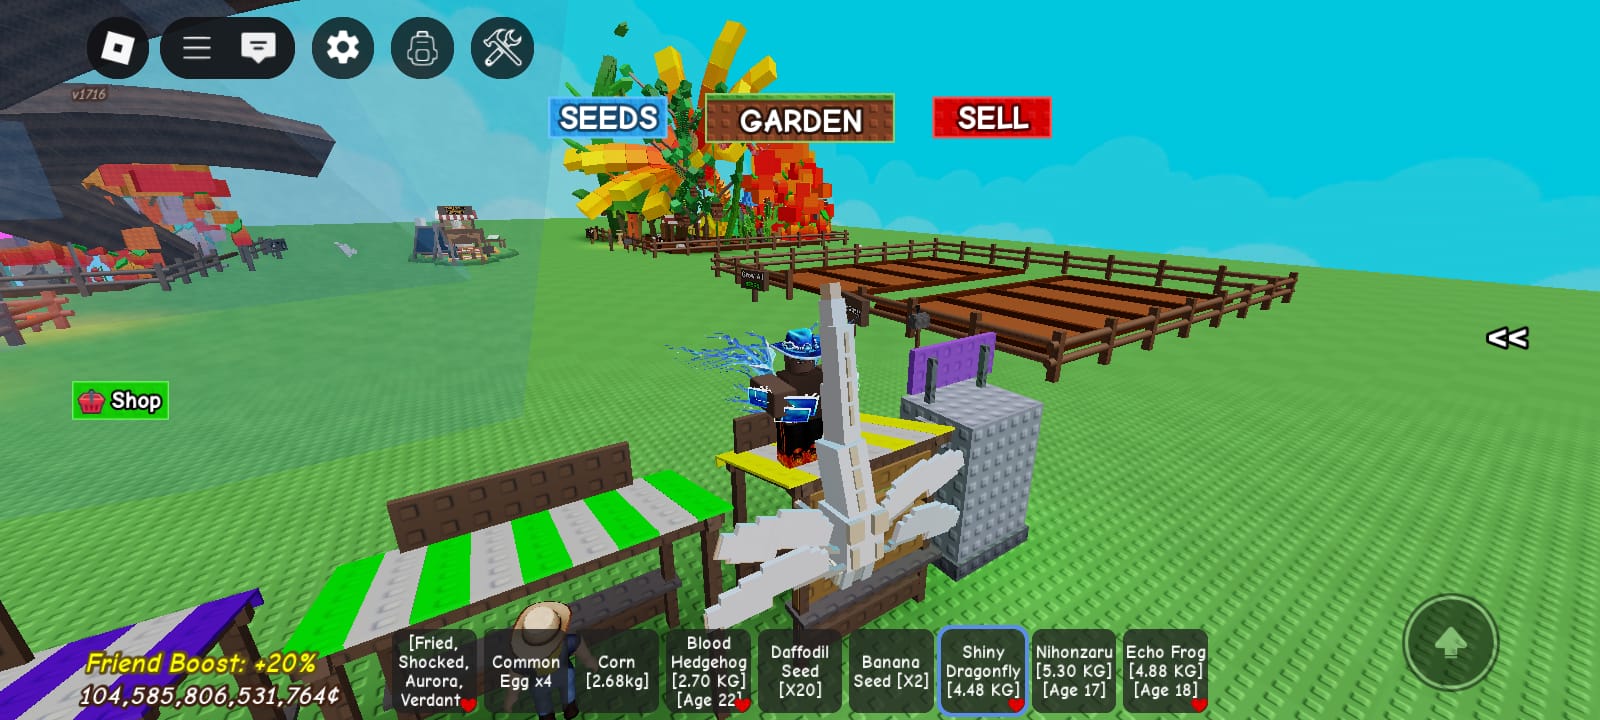 v1716
SEEDS
GARDEN
SELL
Shop
<<
Friend Boost: +20%
104,585,806,531,764¢
[Fried,
Shocked,
Aurora,
Verdant
Common
Egg x4
Corn
[2.68kg]
Blood
Hedgehog
[2.70 KG]
[Age 22]
Daffodil
Seed
[X20]
Banana
Seed [X2]
Shiny
Dragonfly
[4.48 KG]
Nihonzaru
[5.30 KG]
[Age 17]
Echo Frog
[4.88 KG]
[Age 18]